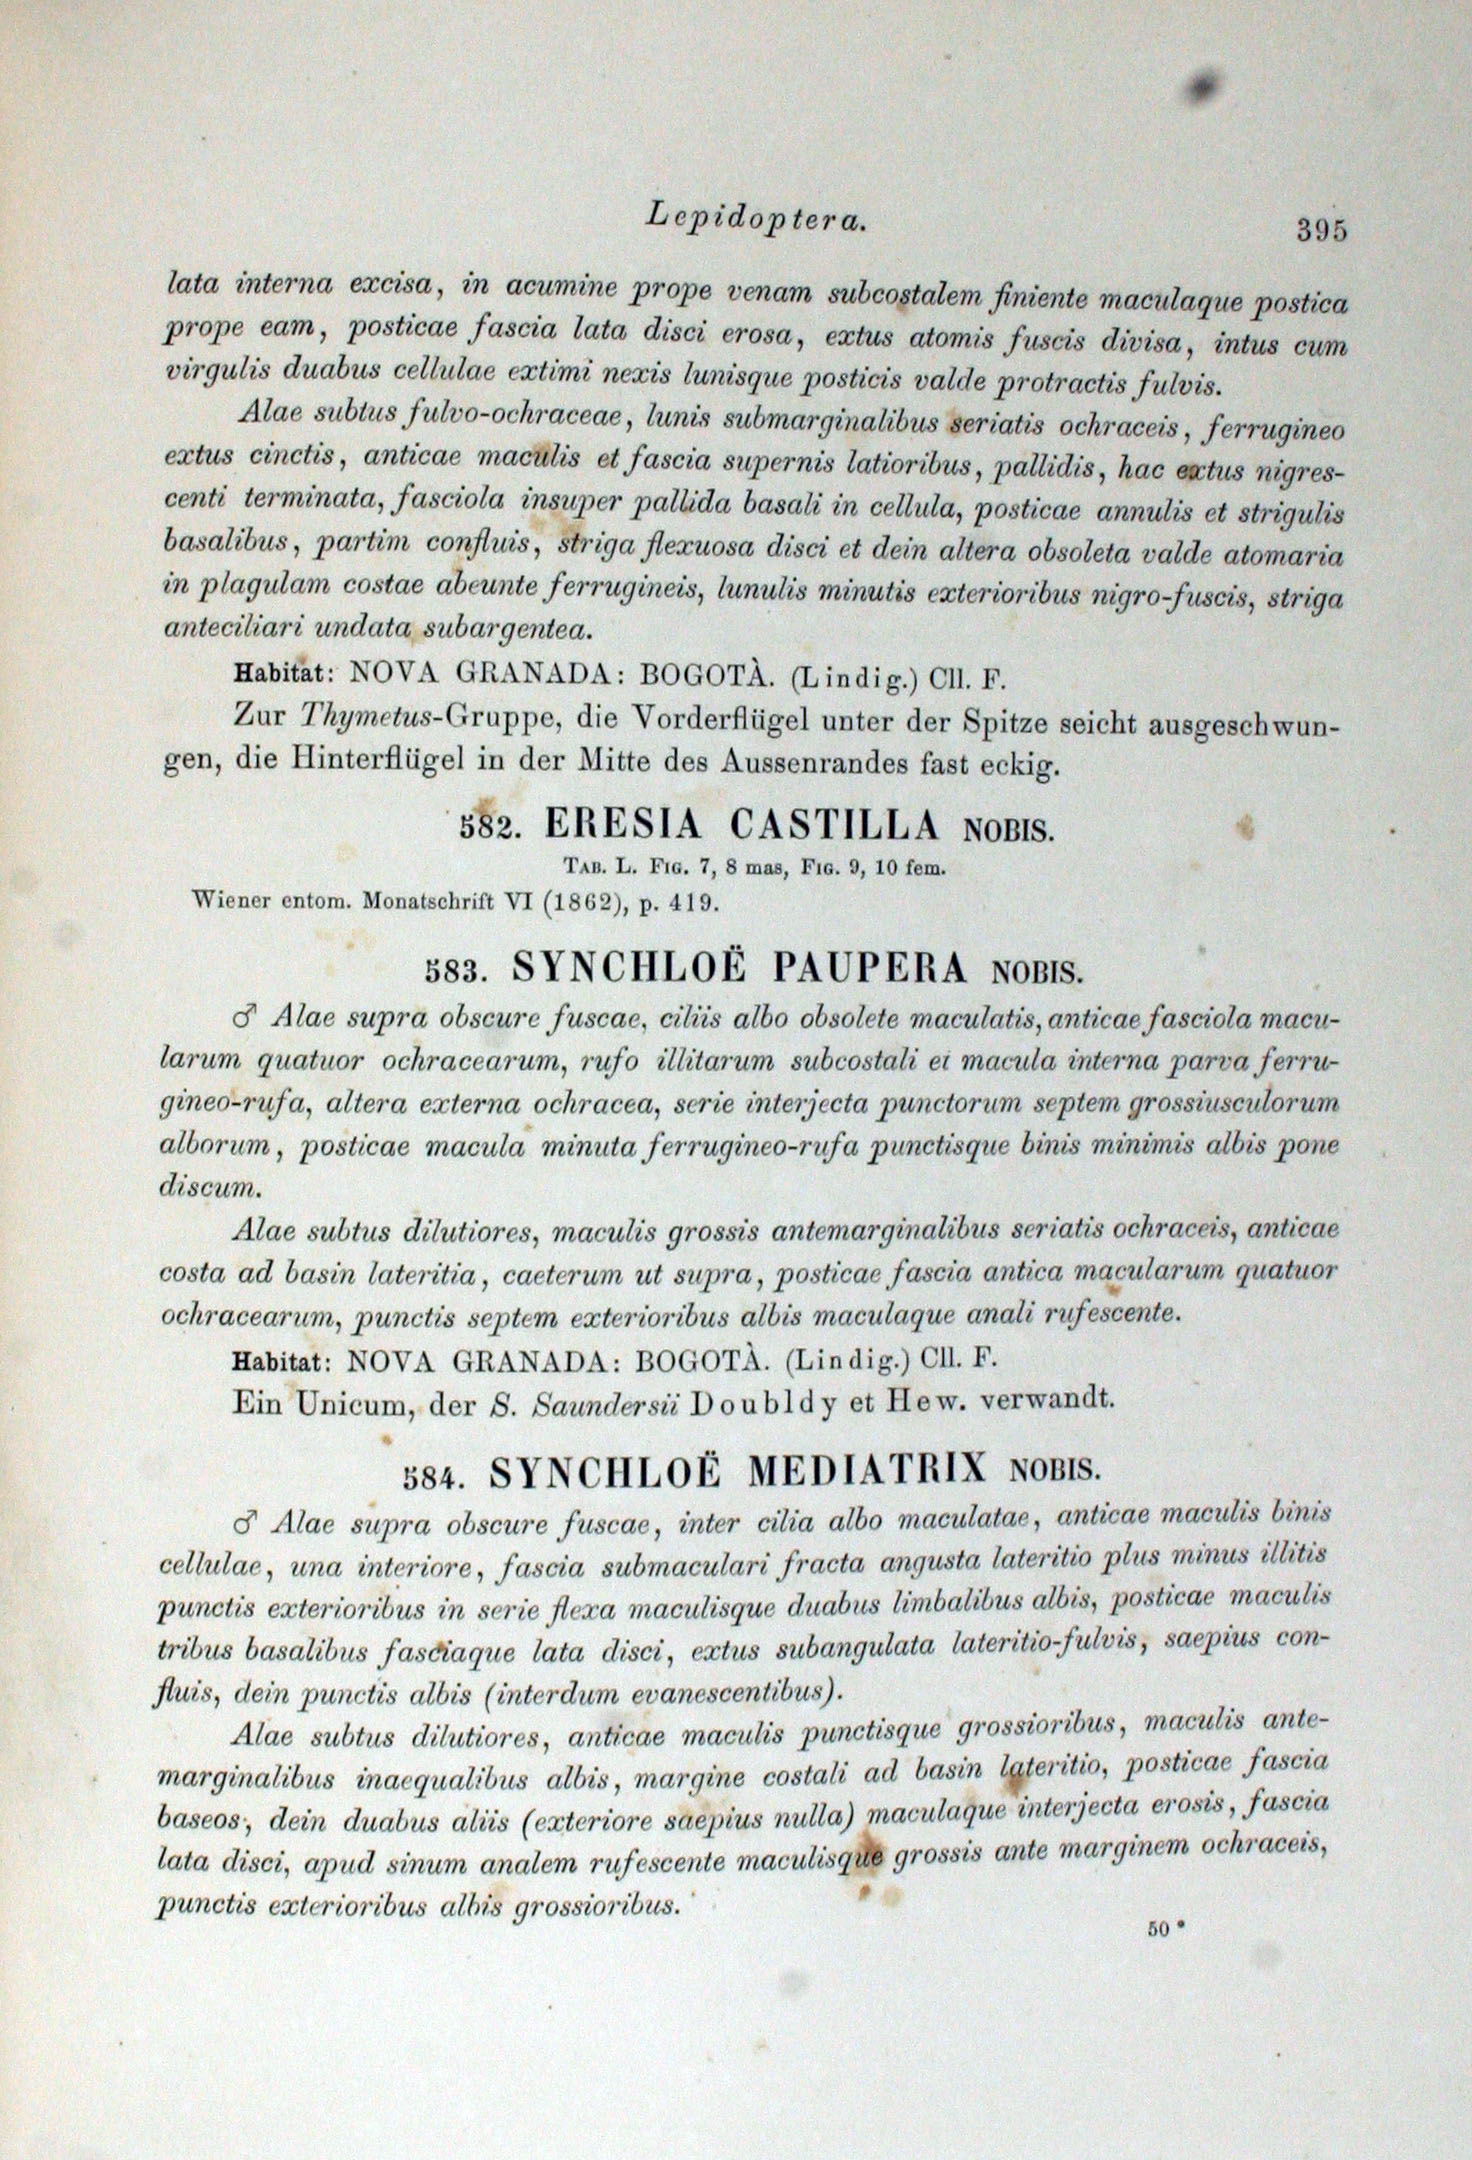 Lepidoptera.
395
lata interna excisa, in acumine prope venam subcostalem finiente maculaque postica
prope eam, posticae fascia lata disci erosa, extus atomis fuscis divisa, intus cum
virgulis duabus cellulae extimi nexis lunisque posticis valde protractis fulvis.
Alae subtus fulvo-ochraceae, lunis submarginalibus seriatis ochraceis, ferrugineo
extus cinctis, anticae maculis et fascia supernis latioribus, pallidis, hac extus nigres-
centi terminata, fasciola insuper pallida basali in cellula, posticae annulis et strigulis
basalibus, partim confluis, striga flexuosa disci et dein altera obsoleta valde atomaria
in plagulam costae abeunte ferrugineis, lunulis minutis exterioribus nigro-fuscis, striga
anteciliari undata subargentea.
Habitat: NOVA GRANADA: BOGOTÀ. (Lindig.) Cll. F.
Zur Thymetus-Gruppe, die Vorderflügel unter der Spitze seicht ausgeschwun-
gen, die Hinterflügel in der Mitte des Aussenrandes fast eckig.
582. ERESIA CASTILLA NOBIS.
TAB. L. FIG. 7, 8 mas, FIG. 9, 10 fem.
Wiener entom. Monatschrift VI (1862), p. 419.
583. SYNCHLOË PAUPERA NOBIS.
♂ Alae supra obscure fuscae, ciliis albo obsolete maculatis, anticae fasciola macu-
larum quatuor ochracearum, rufo illitarum subcostali ei macula interna parva ferru-
gineo-rufa, altera externa ochracea, serie interjecta punctorum septem grossiusculorum
alborum, posticae macula minuta ferrugineo-rufa punctisque binis minimis albis pone
discum.
Alae subtus dilutiores, maculis grossis antemarginalibus seriatis ochraceis, anticae
costa ad basin lateritia, caeterum ut supra, posticae fascia antica macularum quatuor
ochracearum, punctis septem exterioribus albis maculaque anali rufescente.
Habitat: NOVA GRANADA: BOGOTÀ. (Lindig.) Cll. F.
Ein Unicum, der S. Saundersii Doubldy et Hew. verwandt.
584. SYNCHLOË MEDIATRIX NOBIS.
♂ Alae supra obscure fuscae, inter cilia albo maculatae, anticae maculis binis
cellulae, una interiore, fascia submaculari fracta angusta lateritio plus minus illitis
punctis exterioribus in serie flexa maculisque duabus limbalibus albis, posticae maculis
tribus basalibus fasciaque lata disci, extus subangulata lateritio-fulvis, saepius con-
fluis, dein punctis albis (interdum evanescentibus).
Alae subtus dilutiores, anticae maculis punctisque grossioribus, maculis ante-
marginalibus inaequalibus albis, margine costali ad basin lateritio, posticae fascia
baseos, dein duabus aliis (exteriore saepius nulla) maculaque interjecta erosis, fascia
lata disci, apud sinum analem rufescente maculisque grossis ante marginem ochraceis,
punctis exterioribus albis grossioribus.
50*